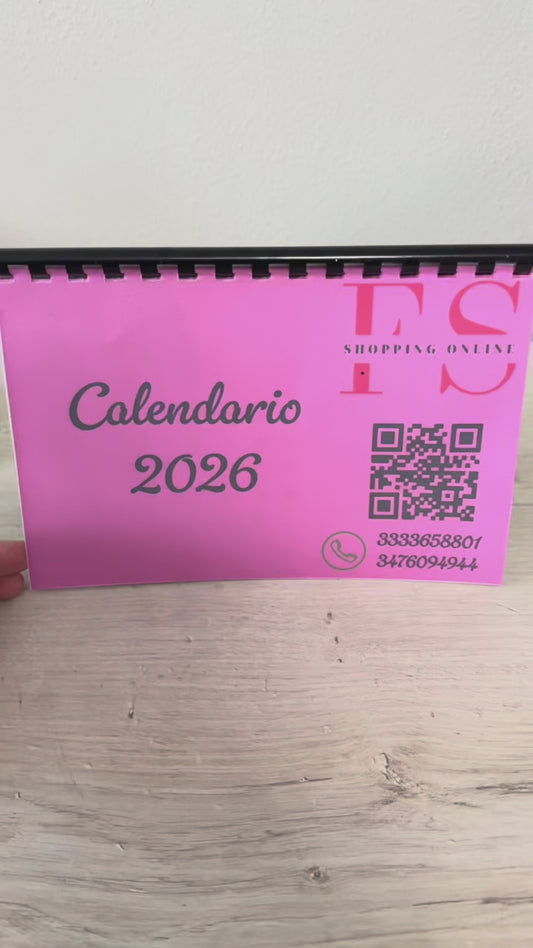 FS
SHOPPING ONLINE
Calendario
2026
3333658801
3476094944